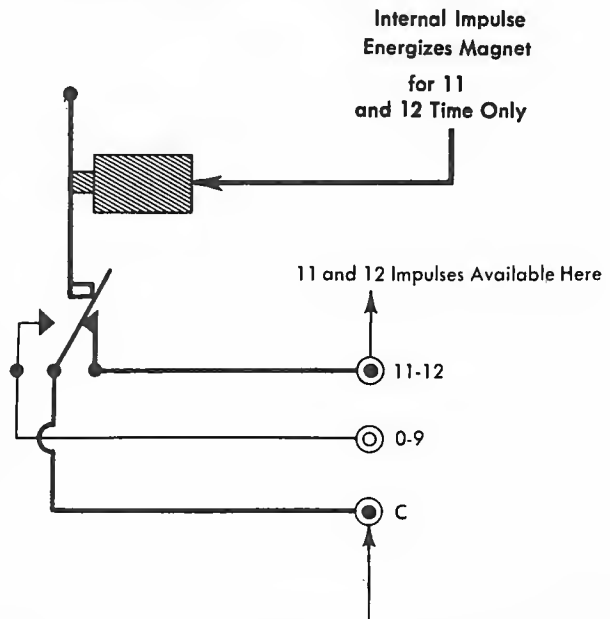 Internal Impulse
Energizes Magnet
for 11
and 12 Time Only
11 and 12 Impulses Available Here
11-12
0-9
C